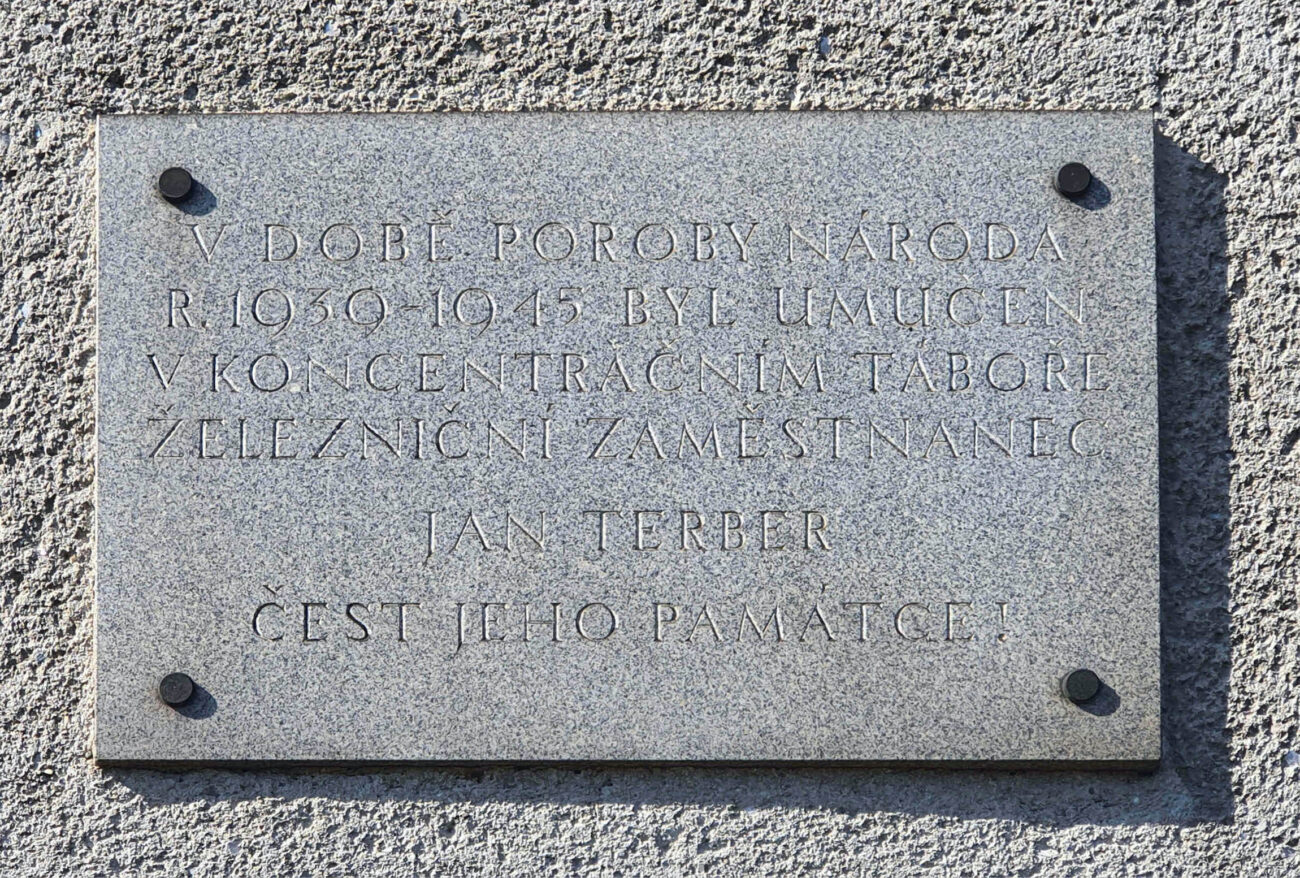 V DOBĚ POROBY NÁRODA
R. 1939-1945 BYL UMUČEN
V KONCENTRAČNÍM TÁBOŘE
ŽELEZNIČNÍ ZAMĚSTNANEC
JAN TERBER
ČEST JEHO PAMÁTCE!